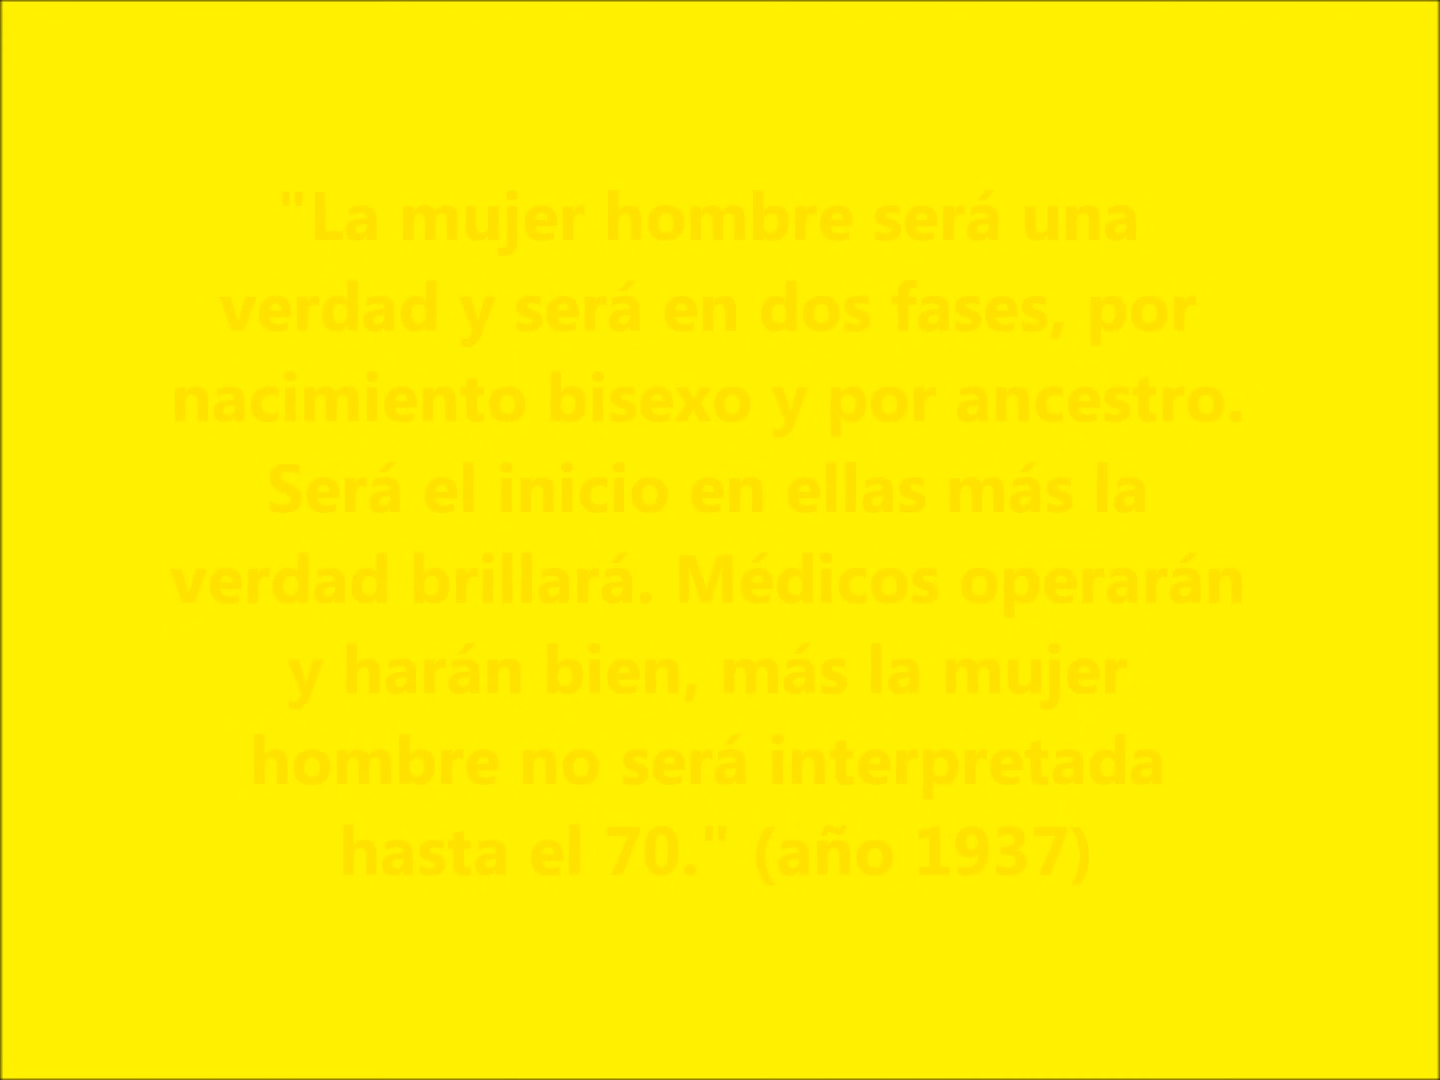 "La mujer hombre será una
verdad y será en dos fases, por
nacimiento bisexo y por ancestro.
Será el inicio en ellas más la
verdad brillará. Médicos operarán
y harán bien, más la mujer
hombre no será interpretada
hasta el 70." (año 1937)